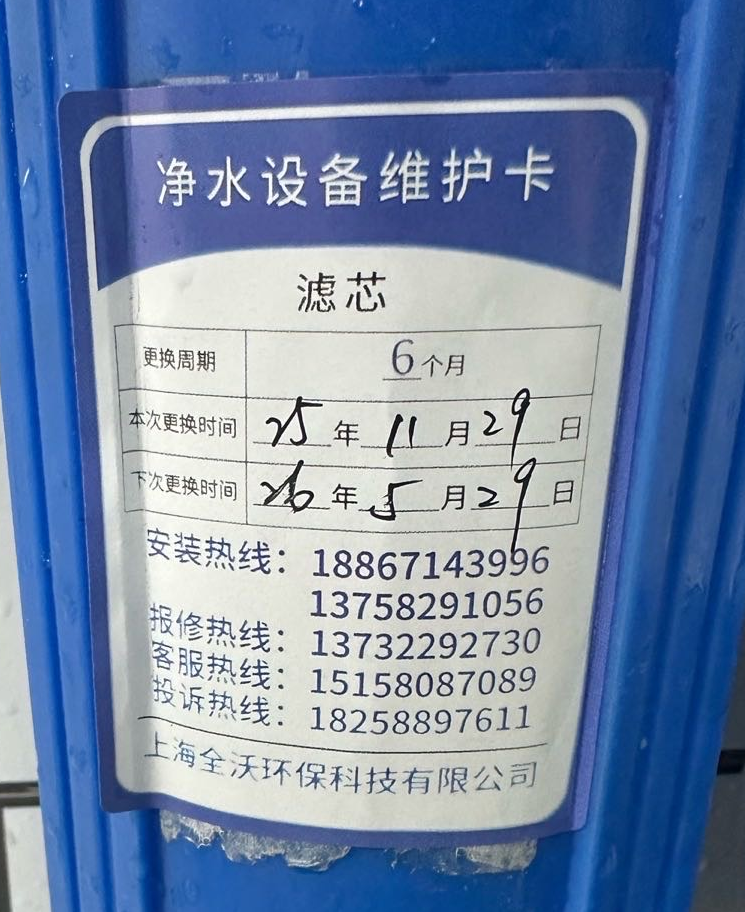 净水设备维护卡
滤芯
更换周期 6个月
本次更换时间 25年11月29日
下次更换时间 26年5月29日
安装热线：18867143996
13758291056
报修热线：13732292730
客服热线：15158087089
投诉热线：18258897611
上海全沃环保科技有限公司